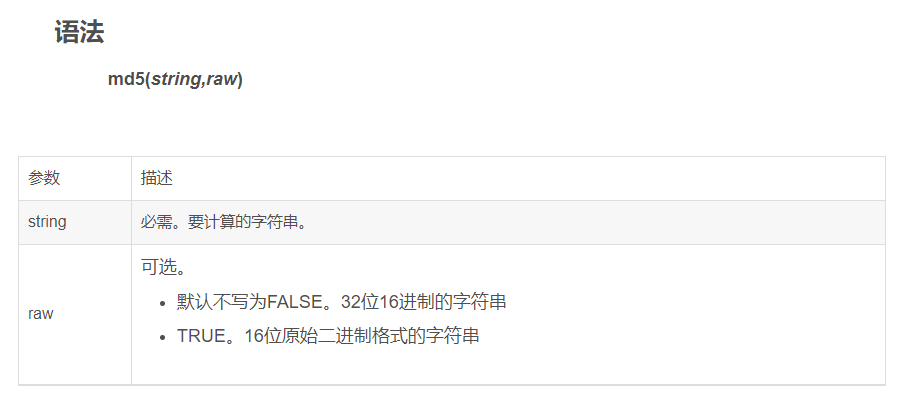 语法
md5(string,raw)
参数 描述
string 必需。要计算的字符串。
raw 可选。
• 默认不写为FALSE。32位16进制的字符串
• TRUE。16位原始二进制格式的字符串